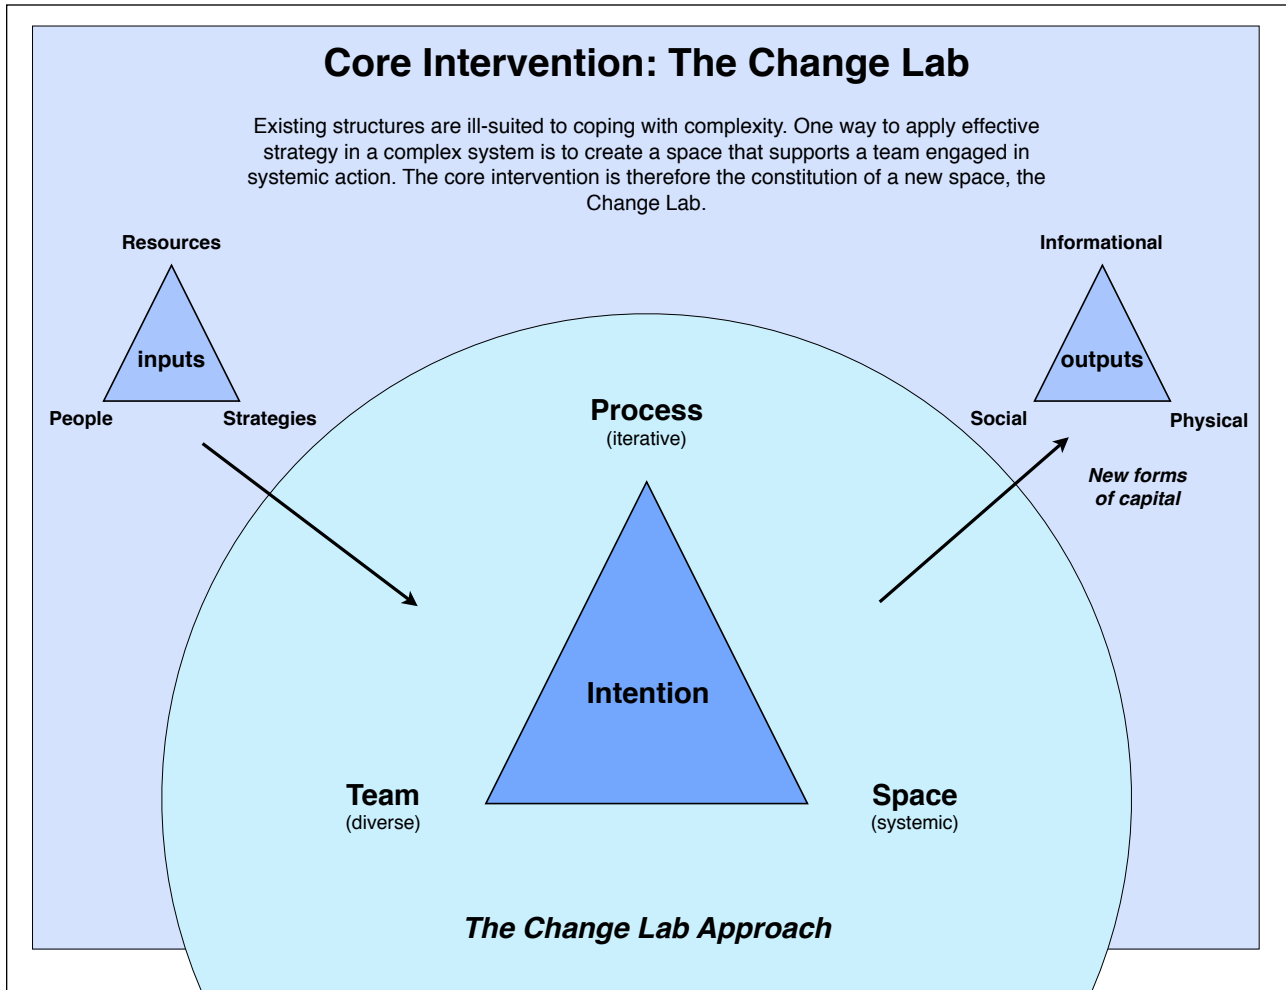 Core Intervention: The Change Lab
Existing structures are ill-suited to coping with complexity. One way to apply effective
strategy in a complex system is to create a space that supports a team engaged in
systemic action. The core intervention is therefore the constitution of a new space, the
Change Lab.
Resources
inputs
People
Strategies
Informational
outputs
Social
Physical
New forms
of capital
Process
(iterative)
Intention
Team
(diverse)
Space
(systemic)
The Change Lab Approach